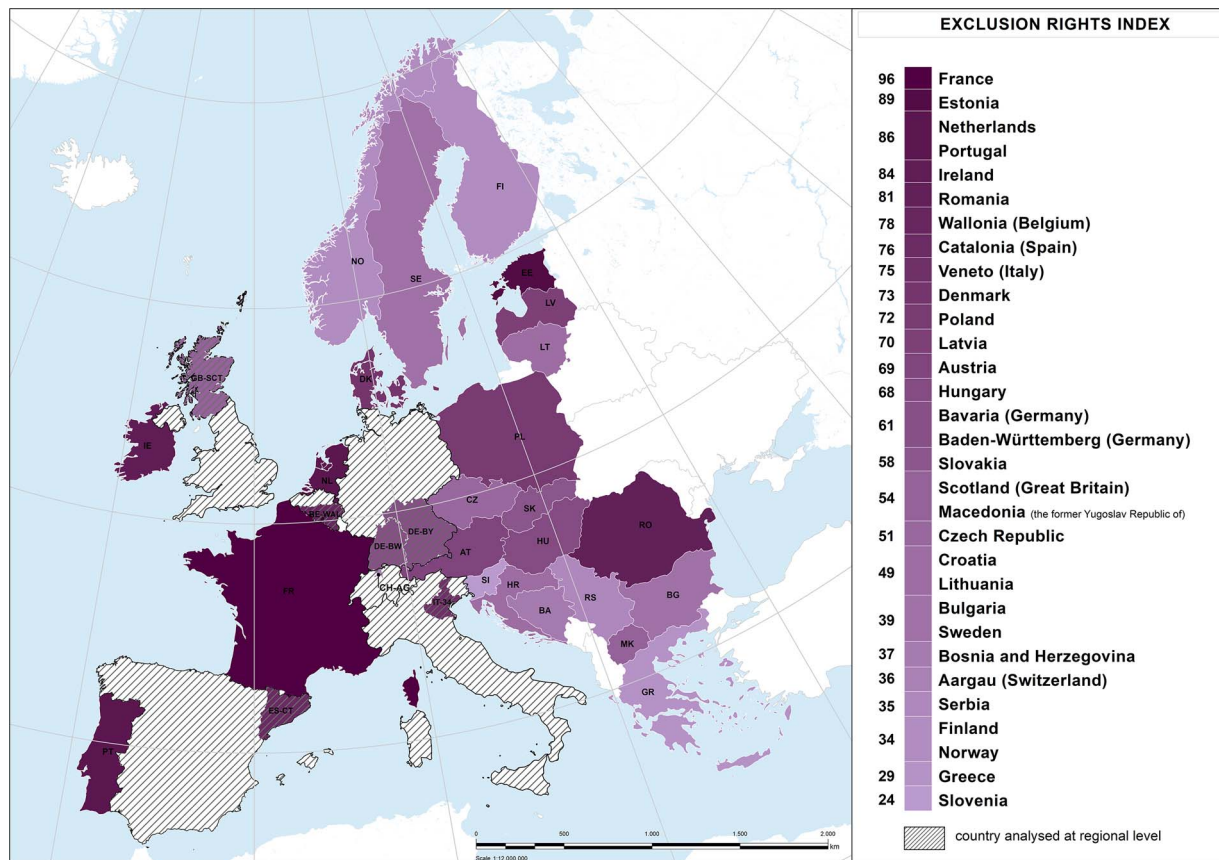 EXCLUSION RIGHTS INDEX
96 France
89 Estonia
86 Netherlands
Portugal
84 Ireland
81 Romania
78 Wallonia (Belgium)
76 Catalonia (Spain)
75 Veneto (Italy)
73 Denmark
72 Poland
70 Latvia
69 Austria
68 Hungary
61 Bavaria (Germany)
Baden-Württemberg (Germany)
58 Slovakia
54 Scotland (Great Britain)
Macedonia (the former Yugoslav Republic of)
51 Czech Republic
49 Croatia
Lithuania
39 Bulgaria
Sweden
37 Bosnia and Herzegovina
36 Aargau (Switzerland)
35 Serbia
34 Finland
Norway
29 Greece
24 Slovenia
country analysed at regional level
FI
NO
SE
EE
LV
LT
GB-SCT
DK
IE
PL
NL
BE-WAL
CZ
SK
RO
DE-BY
DE-BW
AT
HU
FR
CH-AG
SI
HR
IT-34
BA
RS
BG
MK
GR
ES-CT
PT
0 500 1.000 1.500 2.000
km
Scale 1:12.000.000